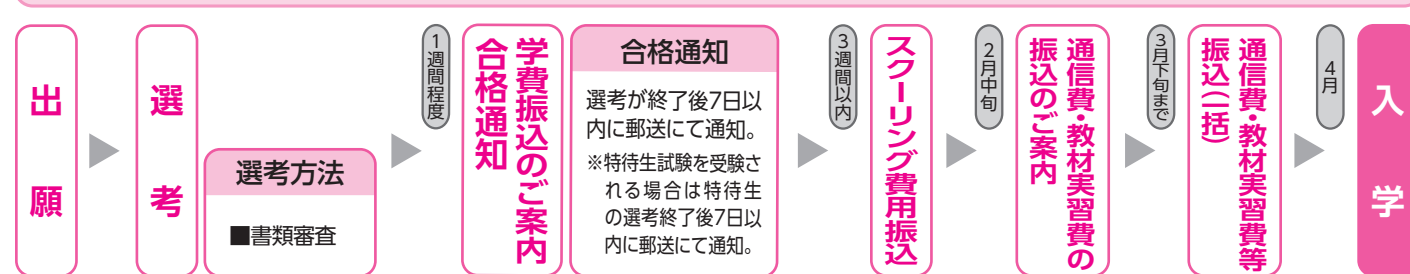 出願
選考
選考方法
■書類審査
1週間程度
学費振込のご案内
合格通知
合格通知
選考が終了後7日以
内に郵送にて通知。
※特待生試験を受験さ
れる場合は特待生
の選考終了後7日以
内に郵送にて通知。
3週間以内
スクーリング費用振込
2月中旬
通信費・教材実習費の
振込のご案内
3月下旬まで
通信費・教材実習費等
振込(一括)
4月
入学